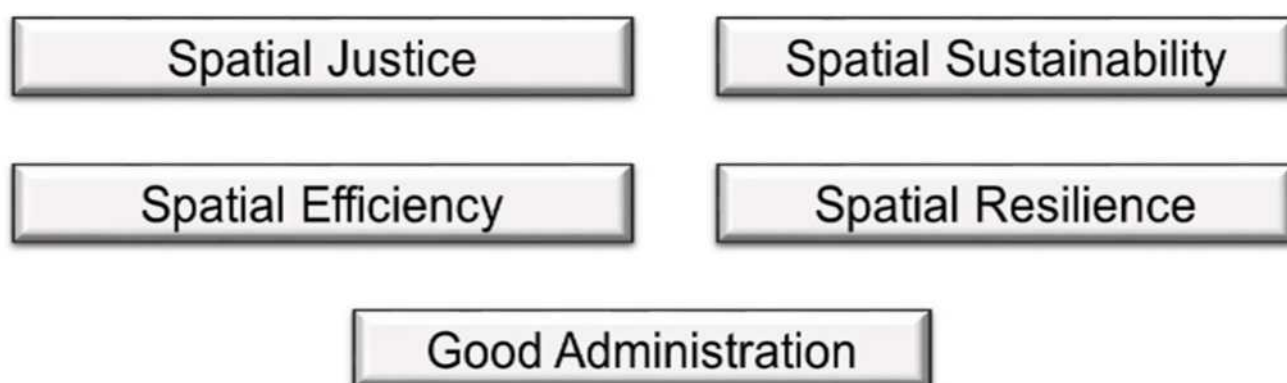 Spatial Justice
Spatial Sustainability
Spatial Efficiency
Spatial Resilience
Good Administration